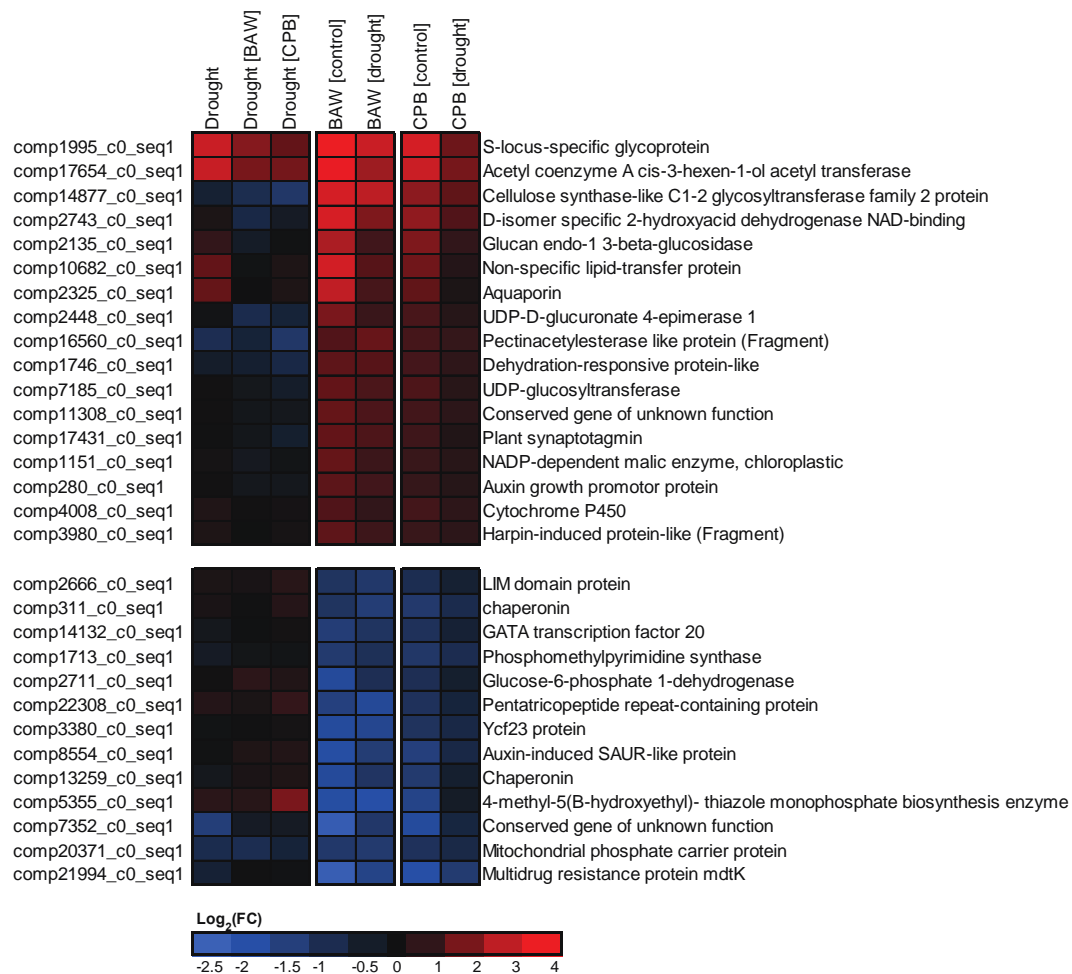 Drought
Drought [BAW]
Drought [CPB]
BAW [control]
BAW [drought]
CPB [control]
CPB [drought]
comp1995_c0_seq1 S-locus-specific glycoprotein
comp17654_c0_seq1 Acetyl coenzyme A cis-3-hexen-1-ol acetyl transferase
comp14877_c0_seq1 Cellulose synthase-like C1-2 glycosyltransferase family 2 protein
comp2743_c0_seq1 D-isomer specific 2-hydroxyacid dehydrogenase NAD-binding
comp2135_c0_seq1 Glucan endo-1 3-beta-glucosidase
comp10682_c0_seq1 Non-specific lipid-transfer protein
comp2325_c0_seq1 Aquaporin
comp2448_c0_seq1 UDP-D-glucuronate 4-epimerase 1
comp16560_c0_seq1 Pectinacetylesterase like protein (Fragment)
comp1746_c0_seq1 Dehydration-responsive protein-like
comp7185_c0_seq1 UDP-glucosyltransferase
comp11308_c0_seq1 Conserved gene of unknown function
comp17431_c0_seq1 Plant synaptotagmin
comp1151_c0_seq1 NADP-dependent malic enzyme, chloroplastic
comp280_c0_seq1 Auxin growth promotor protein
comp4008_c0_seq1 Cytochrome P450
comp3980_c0_seq1 Harpin-induced protein-like (Fragment)
comp2666_c0_seq1 LIM domain protein
comp311_c0_seq1 chaperonin
comp14132_c0_seq1 GATA transcription factor 20
comp1713_c0_seq1 Phosphomethylpyrimidine synthase
comp2711_c0_seq1 Glucose-6-phosphate 1-dehydrogenase
comp22308_c0_seq1 Pentatricopeptide repeat-containing protein
comp3380_c0_seq1 Ycf23 protein
comp8554_c0_seq1 Auxin-induced SAUR-like protein
comp13259_c0_seq1 Chaperonin
comp5355_c0_seq1 4-methyl-5(B-hydroxyethyl)- thiazole monophosphate biosynthesis enzyme
comp7352_c0_seq1 Conserved gene of unknown function
comp20371_c0_seq1 Mitochondrial phosphate carrier protein
comp21994_c0_seq1 Multidrug resistance protein mdtK
Log2(FC)
-2.5 -2 -1.5 -1 -0.5 0 1 2 3 4